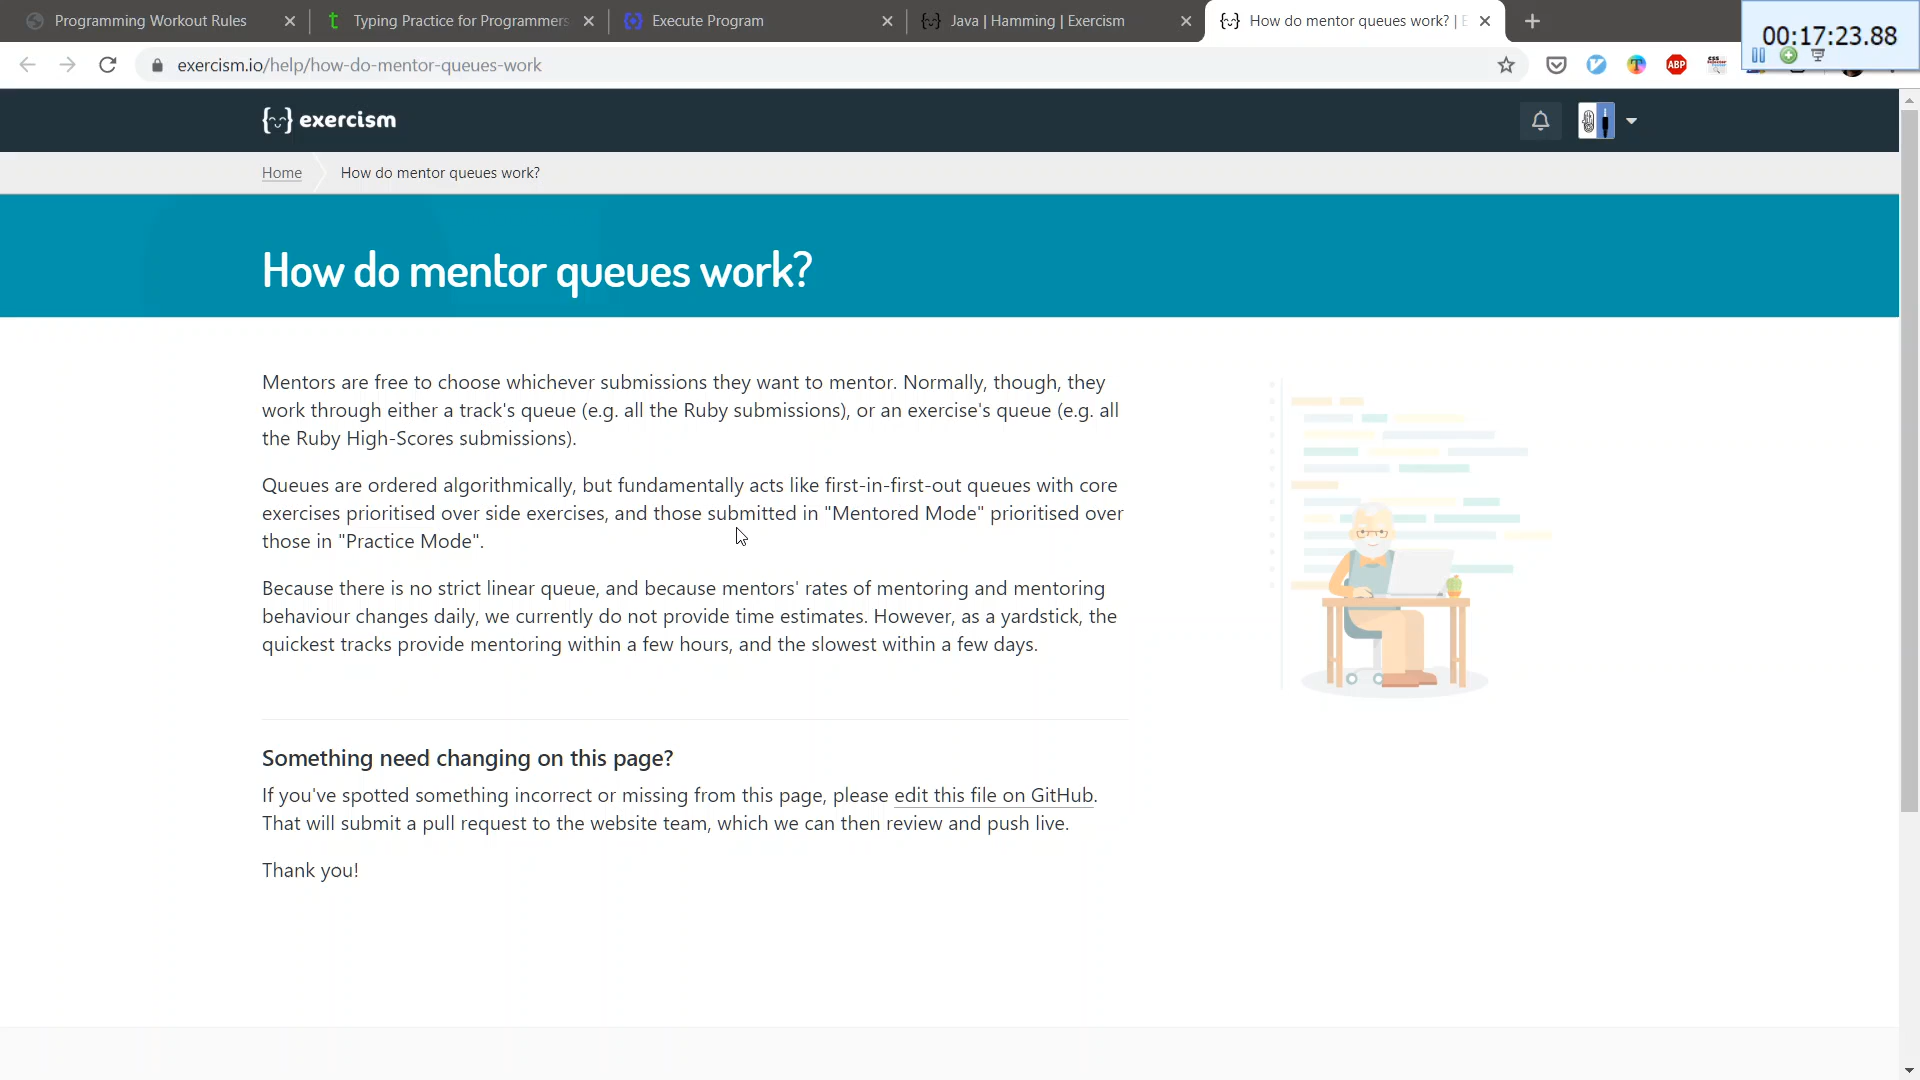 Programming Workout Rules
Typing Practice for Programmers
Execute Program
Java | Hamming | Exercism
How do mentor queues work? | E
00:17:23.88
exercism.io/help/how-do-mentor-queues-work
ABP
CSS
exercism
Home
How do mentor queues work?
How do mentor queues work?
Mentors are free to choose whichever submissions they want to mentor. Normally, though, they
work through either a track's queue (e.g. all the Ruby submissions), or an exercise's queue (e.g. all
the Ruby High-Scores submissions).
Queues are ordered algorithmically, but fundamentally acts like first-in-first-out queues with core
exercises prioritised over side exercises, and those submitted in "Mentored Mode" prioritised over
those in "Practice Mode".
Because there is no strict linear queue, and because mentors' rates of mentoring and mentoring
behaviour changes daily, we currently do not provide time estimates. However, as a yardstick, the
quickest tracks provide mentoring within a few hours, and the slowest within a few days.
Something need changing on this page?
If you've spotted something incorrect or missing from this page, please edit this file on GitHub.
That will submit a pull request to the website team, which we can then review and push live.
Thank you!